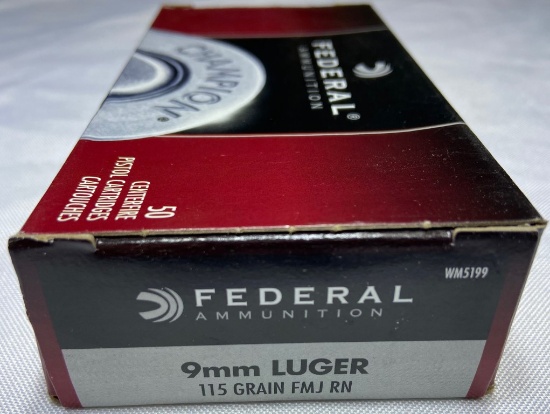 CHAMPION®
FEDERAL®
AMMUNITION
50
CENTERFIRE
PISTOL CARTRIDGES
CARTOUCHES
WM5199
FEDERAL
AMMUNITION
9mm LUGER
115 GRAIN FMJ RN